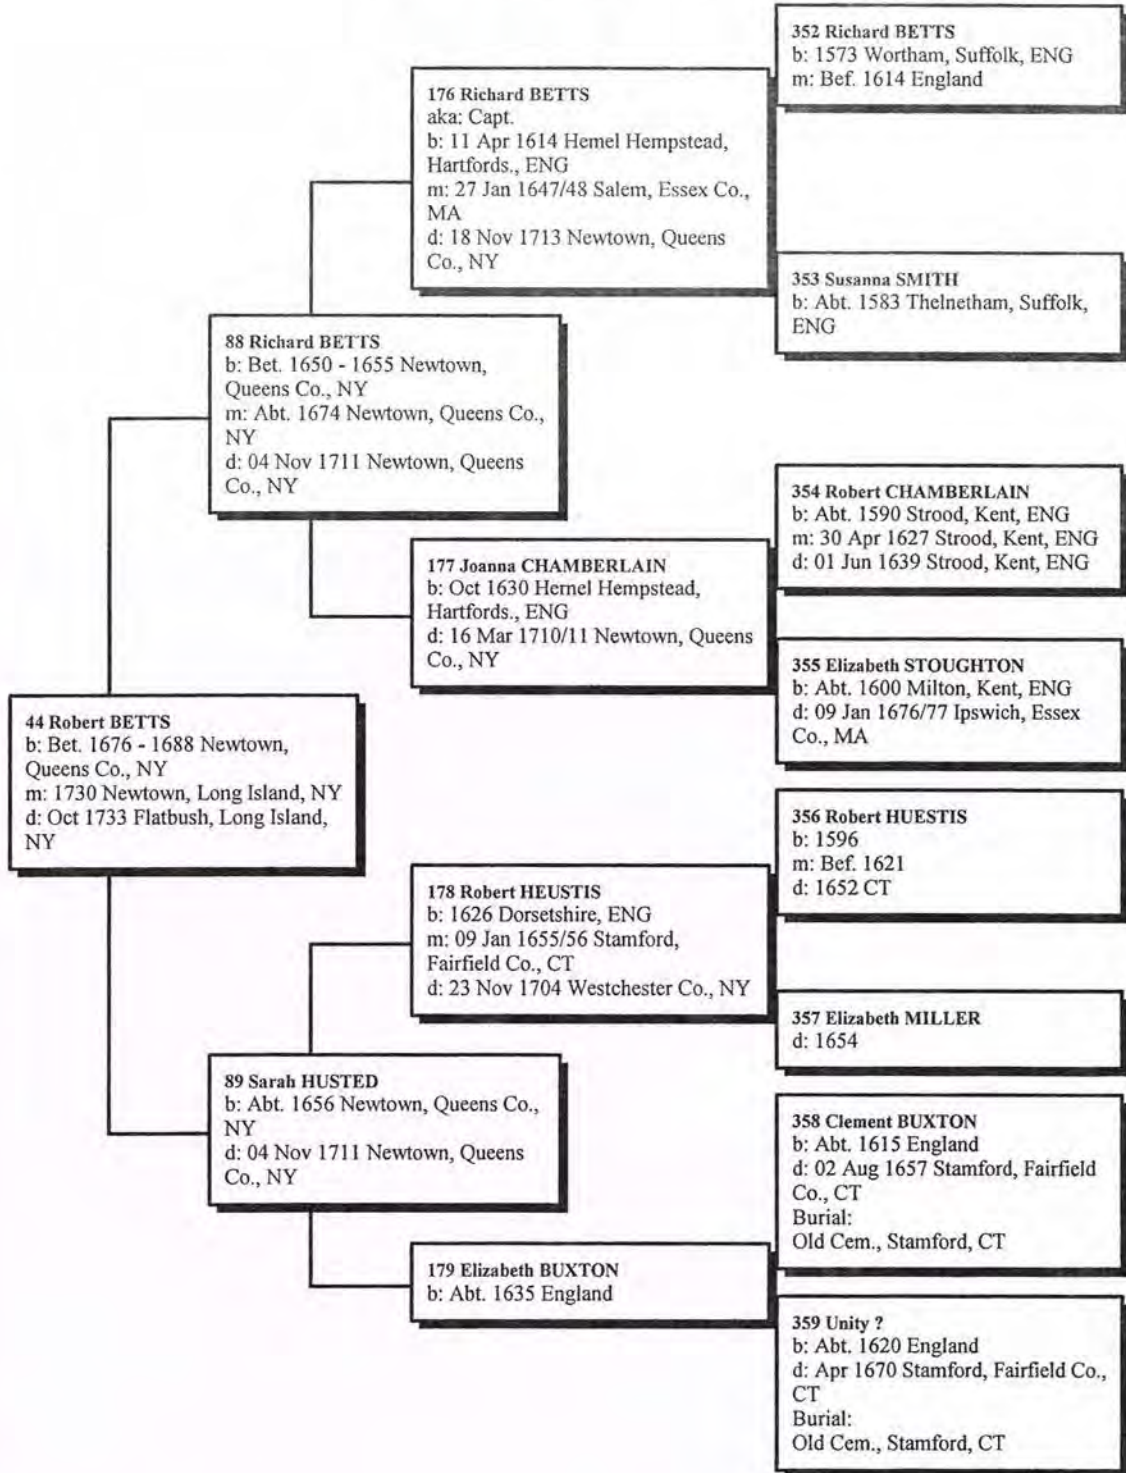 352 Richard BETTS
b: 1573 Wortham, Suffolk, ENG
m: Bef. 1614 England
176 Richard BETTS
aka: Capt.
b: 11 Apr 1614 Hemel Hempstead,
Hartfords., ENG
m: 27 Jan 1647/48 Salem, Essex Co.,
MA
d: 18 Nov 1713 Newtown, Queens
Co., NY
353 Susanna SMITH
b: Abt. 1583 Thelnetham, Suffolk,
ENG
88 Richard BETTS
b: Bet. 1650 - 1655 Newtown,
Queens Co., NY
m: Abt. 1674 Newtown, Queens Co.,
NY
d: 04 Nov 1711 Newtown, Queens
Co., NY
354 Robert CHAMBERLAIN
b: Abt. 1590 Strood, Kent, ENG
m: 30 Apr 1627 Strood, Kent, ENG
d: 01 Jun 1639 Strood, Kent, ENG
177 Joanna CHAMBERLAIN
b: Oct 1630 Hemel Hempstead,
Hartfords., ENG
d: 16 Mar 1710/11 Newtown, Queens
Co., NY
355 Elizabeth STOUGHTON
b: Abt. 1600 Milton, Kent, ENG
d: 09 Jan 1676/77 Ipswich, Essex
Co., MA
44 Robert BETTS
b: Bet. 1676 - 1688 Newtown,
Queens Co., NY
m: 1730 Newtown, Long Island, NY
d: Oct 1733 Flatbush, Long Island,
NY
356 Robert HUESTIS
b: 1596
m: Bef. 1621
d: 1652 CT
178 Robert HEUSTIS
b: 1626 Dorsetshire, ENG
m: 09 Jan 1655/56 Stamford,
Fairfield Co., CT
d: 23 Nov 1704 Westchester Co., NY
357 Elizabeth MILLER
d: 1654
89 Sarah HUSTED
b: Abt. 1656 Newtown, Queens Co.,
NY
d: 04 Nov 1711 Newtown, Queens
Co., NY
358 Clement BUXTON
b: Abt. 1615 England
d: 02 Aug 1657 Stamford, Fairfield
Co., CT
Burial:
Old Cem., Stamford, CT
179 Elizabeth BUXTON
b: Abt. 1635 England
359 Unity ?
b: Abt. 1620 England
d: Apr 1670 Stamford, Fairfield Co.,
CT
Burial:
Old Cem., Stamford, CT